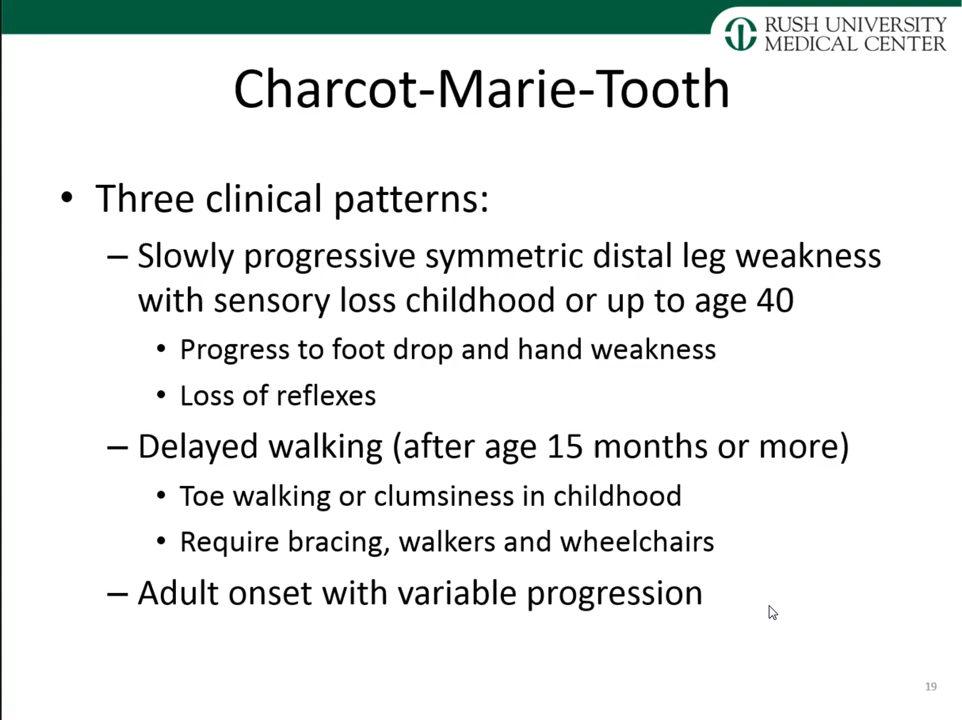 RUSH UNIVERSITY
MEDICAL CENTER
Charcot-Marie-Tooth
• Three clinical patterns:
– Slowly progressive symmetric distal leg weakness
with sensory loss childhood or up to age 40
• Progress to foot drop and hand weakness
• Loss of reflexes
– Delayed walking (after age 15 months or more)
• Toe walking or clumsiness in childhood
• Require bracing, walkers and wheelchairs
– Adult onset with variable progression
19